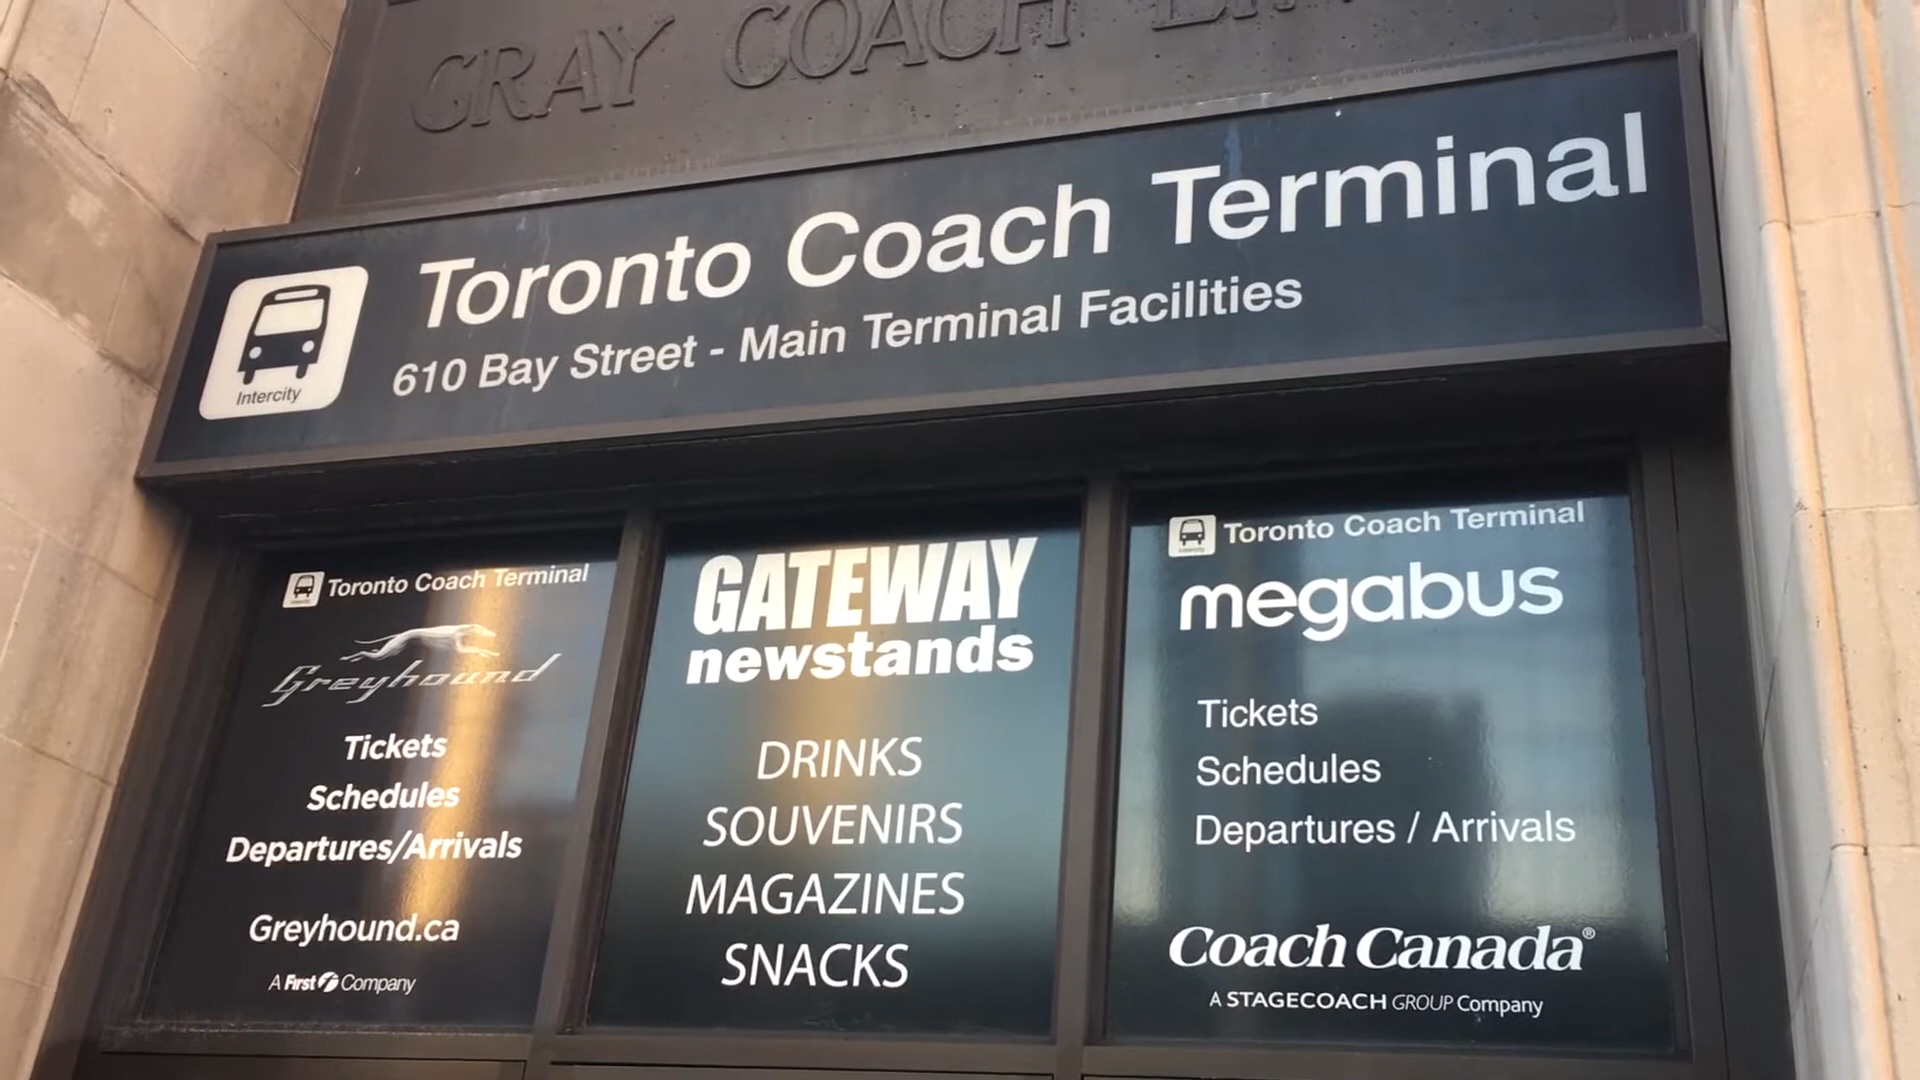 GRAY COACH
Toronto Coach Terminal
610 Bay Street - Main Terminal Facilities
Intercity
Toronto Coach Terminal
Greyhound
Tickets
Schedules
Departures/Arrivals
Greyhound.ca
A First Company
GATEWAY
newstands
DRINKS
SOUVENIRS
MAGAZINES
SNACKS
Toronto Coach Terminal
megabus
Tickets
Schedules
Departures / Arrivals
Coach Canada®
A STAGECOACH GROUP Company